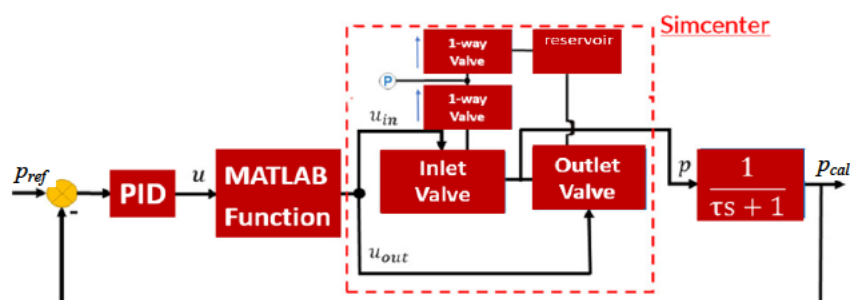 Simcenter
1-way
Valve
reservoir
P
1-way
Valve
u_in
p_ref
-
PID
u
MATLAB
Function
Inlet
Valve
Outlet
Valve
p
1
τs + 1
p_cal
u_out